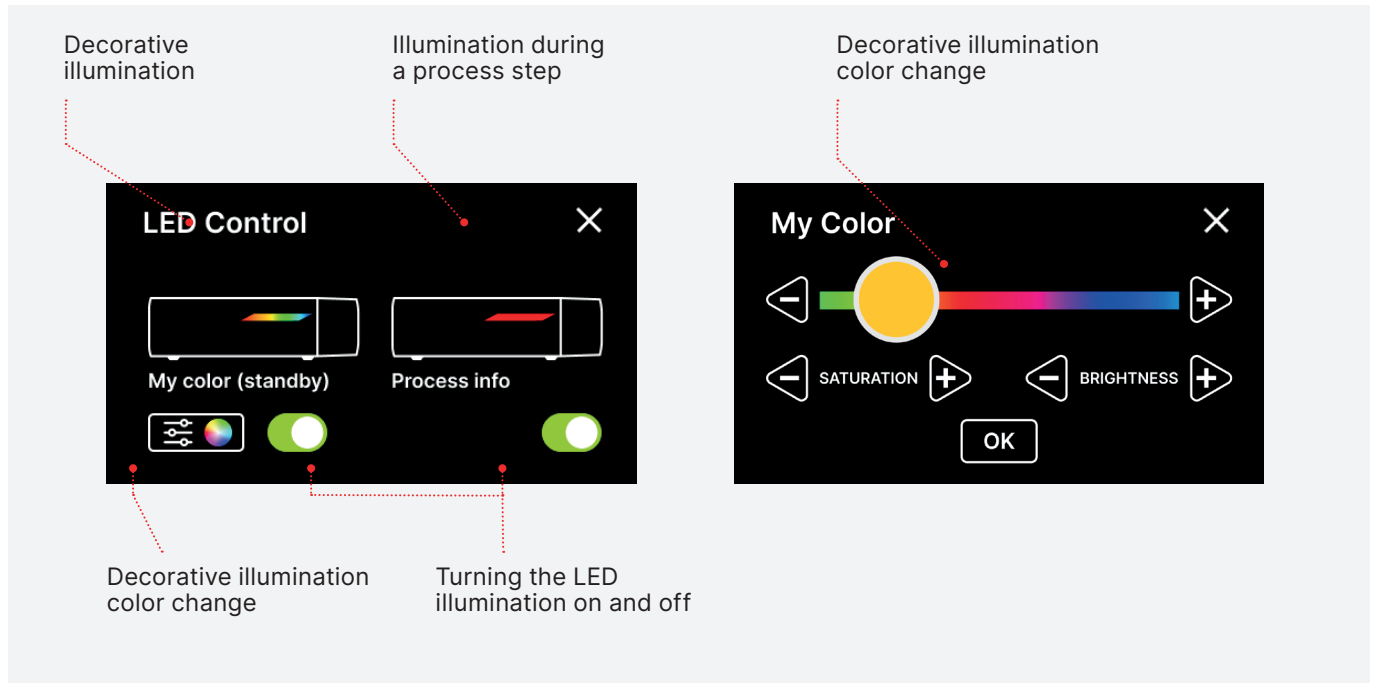 Decorative
illumination
Illumination during
a process step
Decorative illumination
color change
LED Control
My color (standby)
Process info
My Color
SATURATION
BRIGHTNESS
OK
Decorative illumination
color change
Turning the LED
illumination on and off